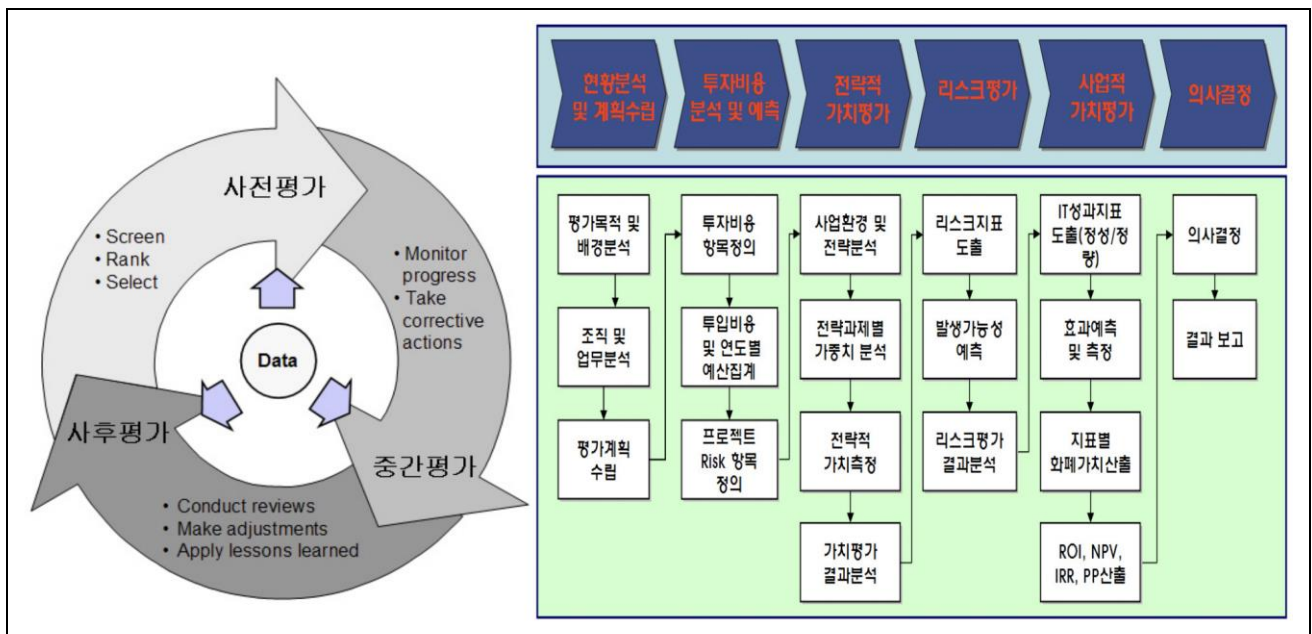 사전평가
• Screen
• Rank
• Select
• Monitor
progress
• Take
corrective
actions
Data
사후평가
중간평가
• Conduct reviews
• Make adjustments
• Apply lessons learned
현황분석
및 계획수립
투자비용
분석 및 예측
전략적
가치평가
리스크평가
사업적
가치평가
의사결정
평가목적 및
배경분석
조직 및
업무분석
평가계획
수립
투자비용
항목정의
투입비용
및 연도별
예산집계
프로젝트
Risk 항목
정의
사업환경 및
전략분석
전략과제별
가중치 분석
전략적
가치측정
가치평가
결과분석
리스크지표
도출
발생가능성
예측
리스크평가
결과분석
IT성과지표
도출(정성/정
량)
효과예측
및 측정
지표별
화폐가치산출
ROI, NPV,
IRR, PP산출
의사결정
결과 보고